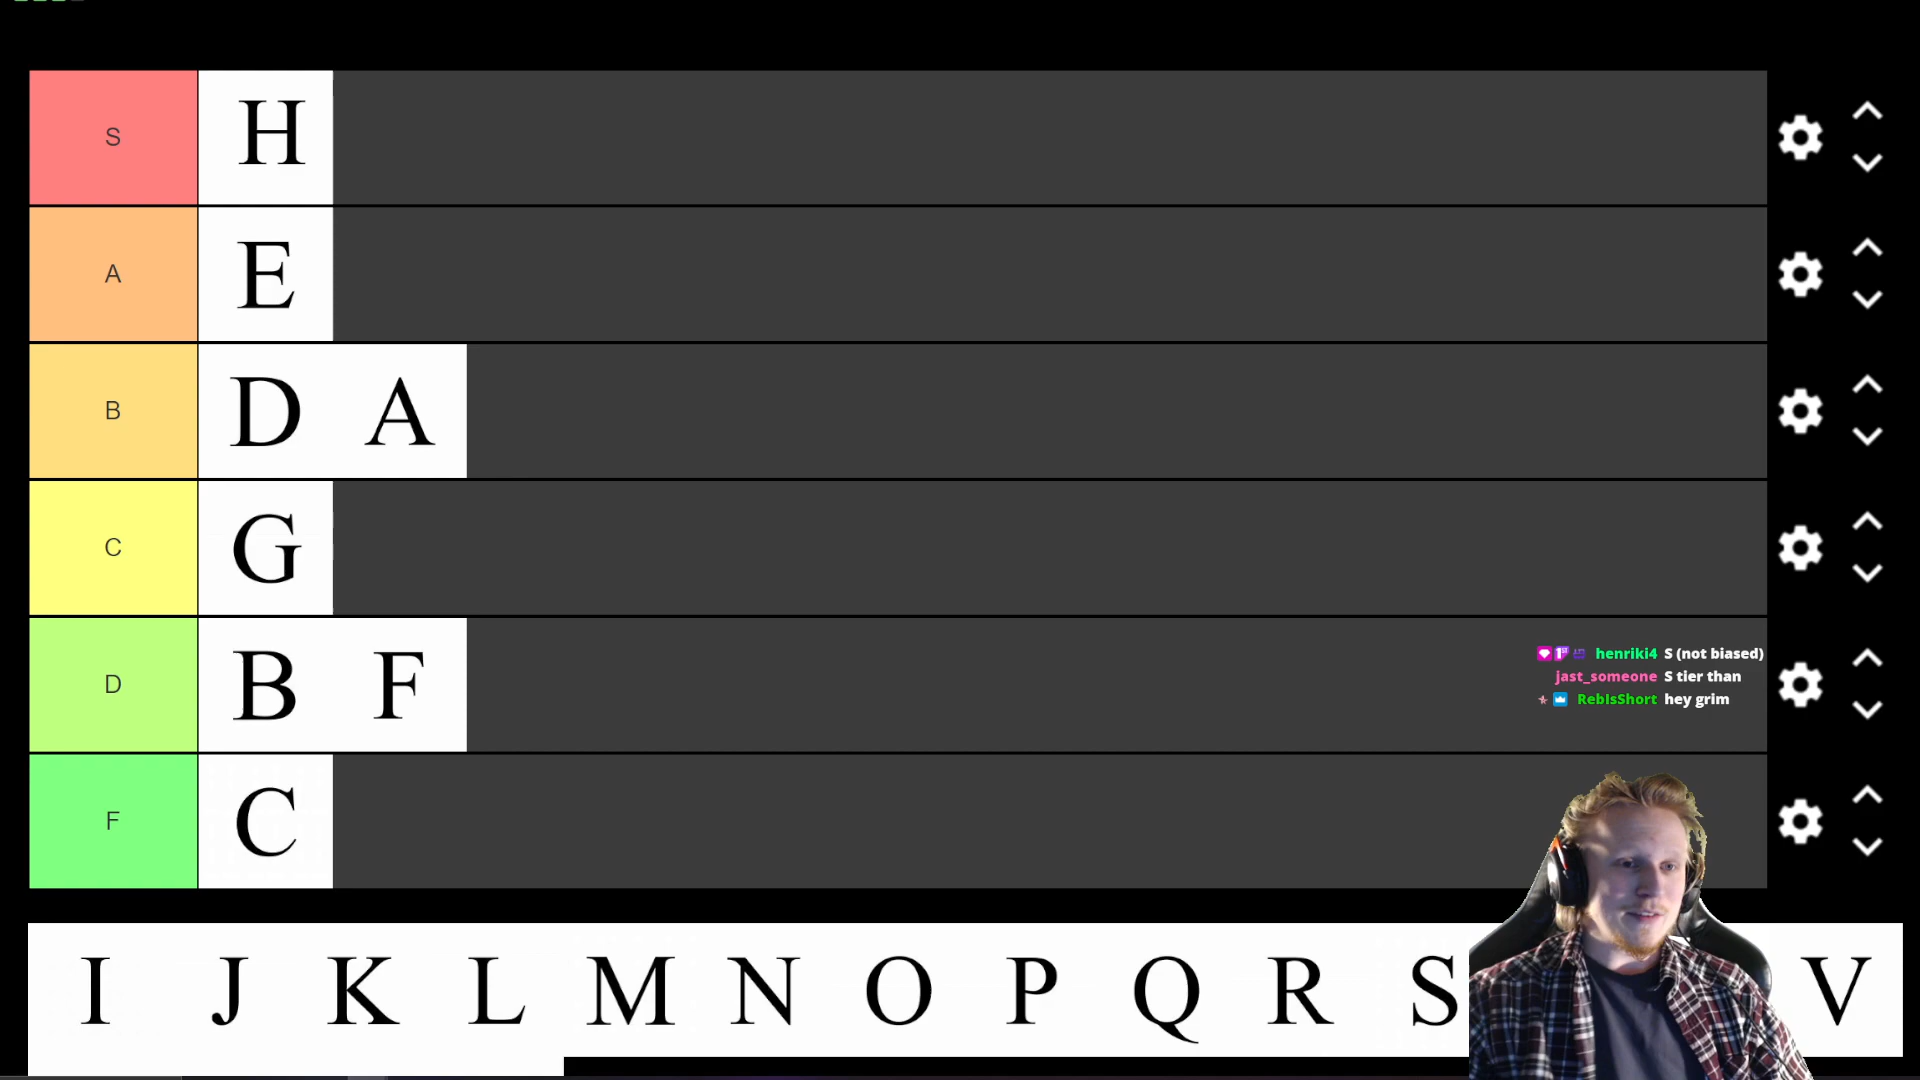 S H
A E
B D A
C G
D B F
henriki4 S (not biased)
jast_someone S tier than
RebIsShort hey grim
F C
I J K L M N O P Q R S V